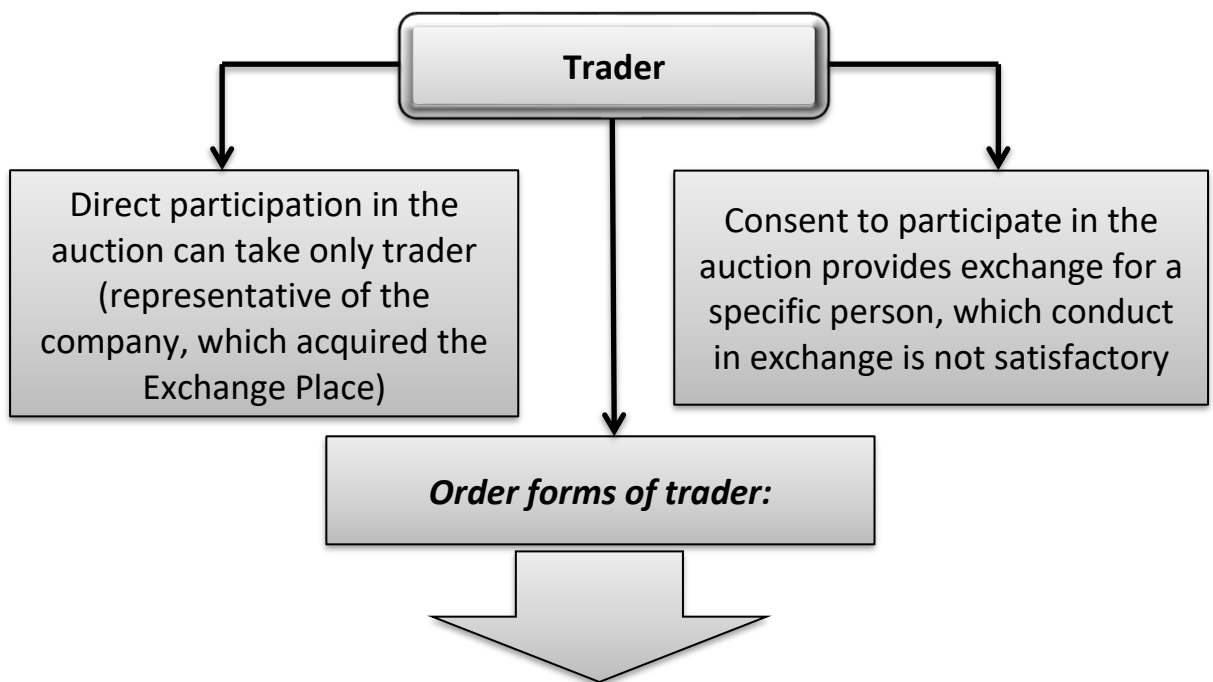 Trader
Direct participation in the
auction can take only trader
(representative of the
company, which acquired the
Exchange Place)
Consent to participate in the
auction provides exchange for a
specific person, which conduct
in exchange is not satisfactory
Order forms of trader: